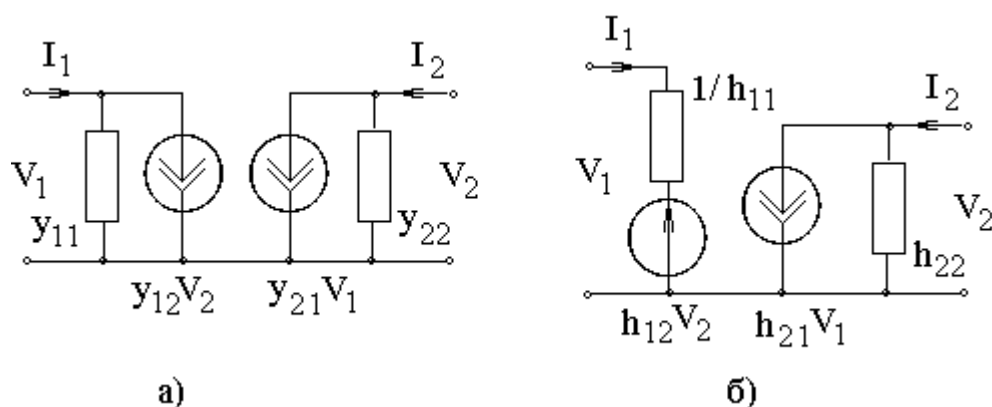 I1
I2
V1
V2
y11
y22
y12V2
y21V1
а)
I1
1/h11
I2
V1
V2
h22
h12V2
h21V1
б)